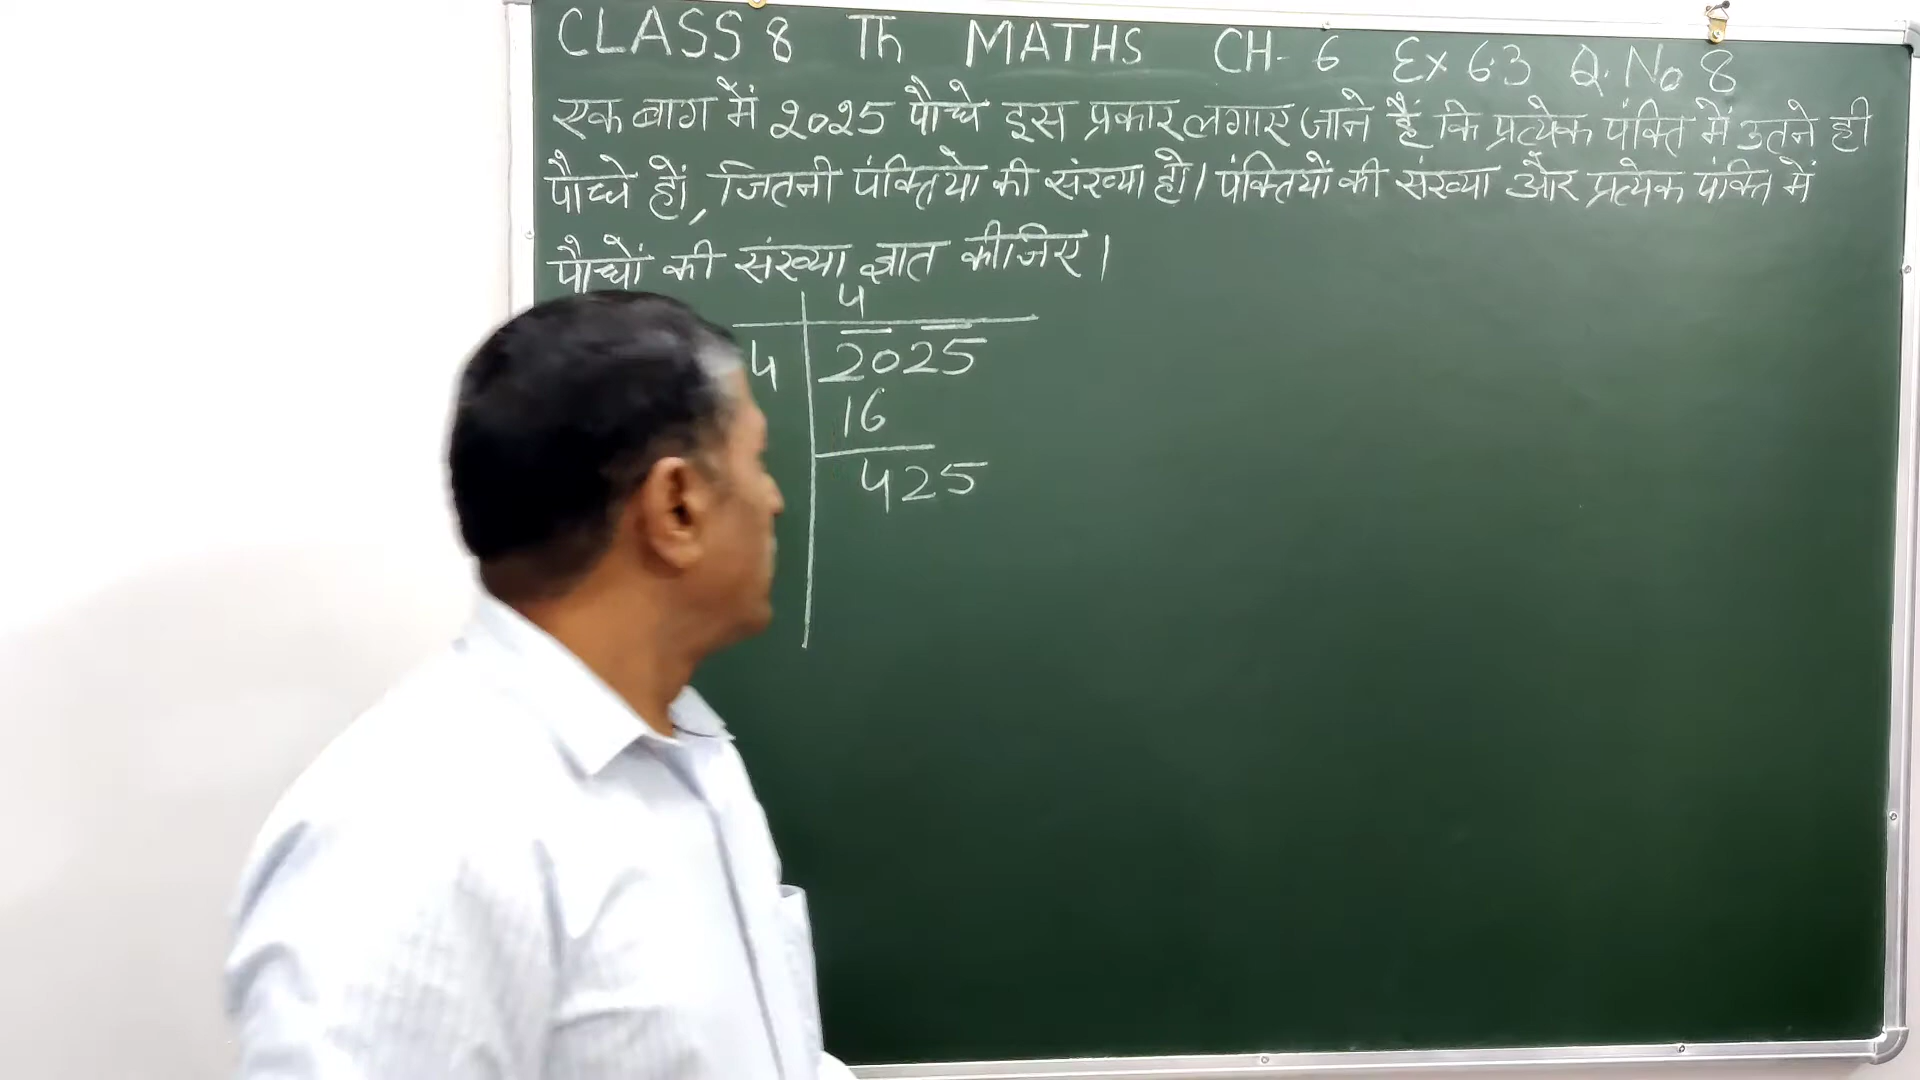 CLASS 8 Th MATHS CH- 6 Ex 6.3 Q. No 8
एक बाग में 2025 पौधे इस प्रकार लगाए जाने हैं कि प्रत्येक पंक्ति में उतने ही
पौधे हों, जितनी पंक्तियो की संख्या हो। पंक्तियों की संख्या और प्रत्येक पंक्ति में
पौधों की संख्या ज्ञात कीजिए।
4
4 2025
16
425